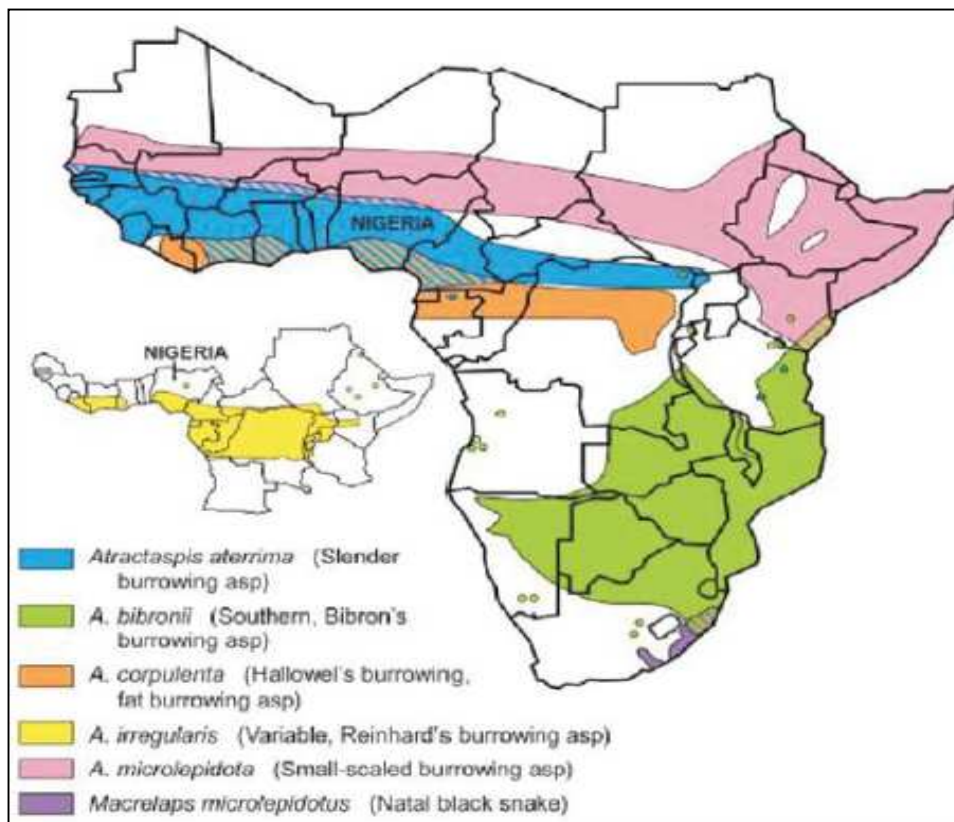 NIGERIA
NIGERIA
Atractaspis aterrima (Slender
burrowing asp)
A. bibronii (Southern, Bibron's
burrowing asp)
A. corpulenta (Hallowel's burrowing,
fat burrowing asp)
A. irregularis (Variable, Reinhard's burrowing asp)
A. microlepidota (Small-scaled burrowing asp)
Macrelaps microlepidotus (Natal black snake)